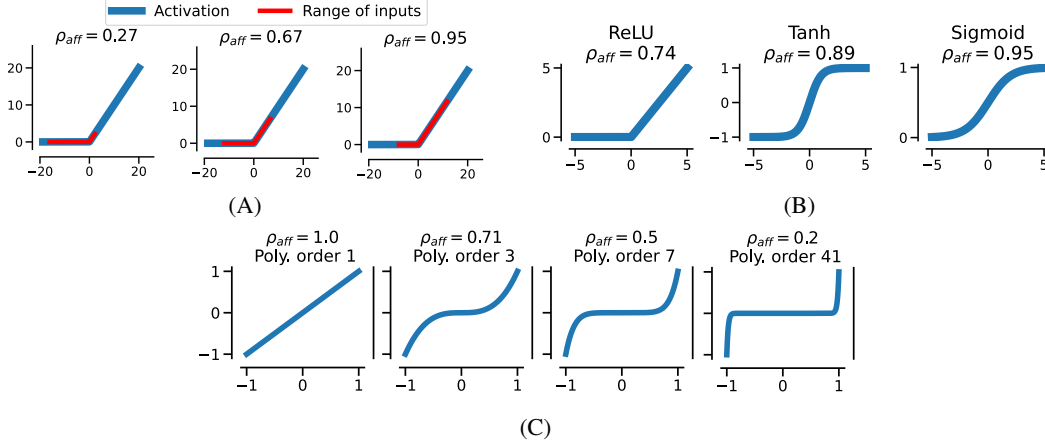 Activation Range of inputs
ρaff = 0.27 ρaff = 0.67 ρaff = 0.95
20 20 20
10 10 10
0 0 0
−20 0 20 −20 0 20 −20 0 20
(A)
ReLU Tanh Sigmoid
ρaff = 0.74 ρaff = 0.89 ρaff = 0.95
5 1 1
0
0 −1 0
−5 0 5 −5 0 5 −5 0 5
(B)
ρaff = 1.0 ρaff = 0.71 ρaff = 0.5 ρaff = 0.2
Poly. order 1 Poly. order 3 Poly. order 7 Poly. order 41
1
0
−1
−1 0 1 −1 0 1 −1 0 1 −1 0 1
(C)